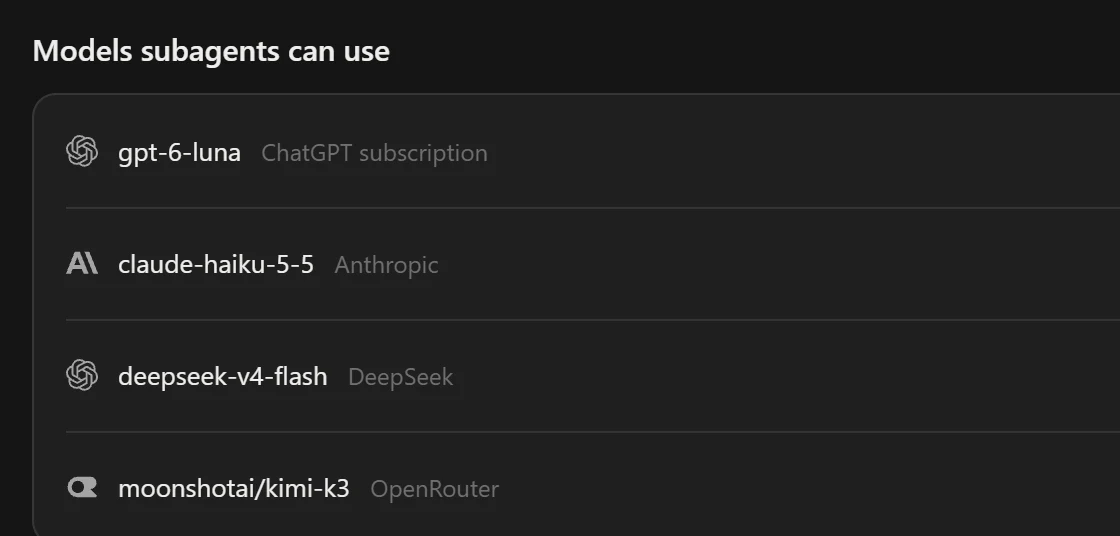 Models subagents can use
gpt-6-luna ChatGPT subscription
claude-haiku-5-5 Anthropic
deepseek-v4-flash DeepSeek
moonshotai/kimi-k3 OpenRouter